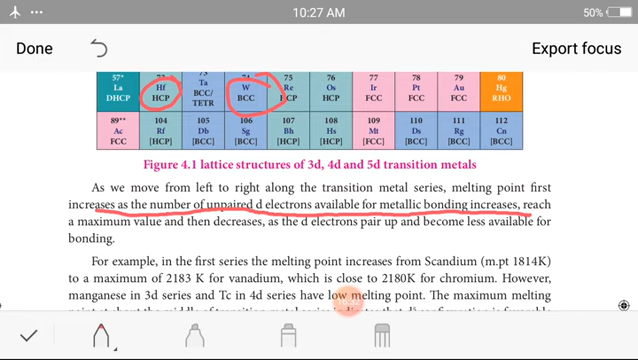 10:27 AM
50%
Done
Export focus
57* 72 73 74 75 76 77 78 79 80
La Hf Ta W Re Os Ir Pt Au Hg
DHCP HCP BCC/ TETR BCC HCP HCP FCC FCC FCC RHO
89** 104 105 106 107 108 109 110 111 112
Ac Rf Db Sg Bh Hs Mt Ds Rg Cn
FCC [HCP] [BCC] [BCC] [HCP] [HCP] [FCC] [BCC] [BCC] [BCC]
Figure 4.1 lattice structures of 3d, 4d and 5d transition metals
As we move from left to right along the transition metal series, melting point first
increases as the number of unpaired d electrons available for metallic bonding increases, reach
a maximum value and then decreases, as the d electrons pair up and become less available for
bonding.
For example, in the first series the melting point increases from Scandium (m.pt 1814K)
to a maximum of 2183 K for vanadium, which is close to 2180K for chromium. However,
manganese in 3d series and Tc in 4d series have low melting point. The maximum melting